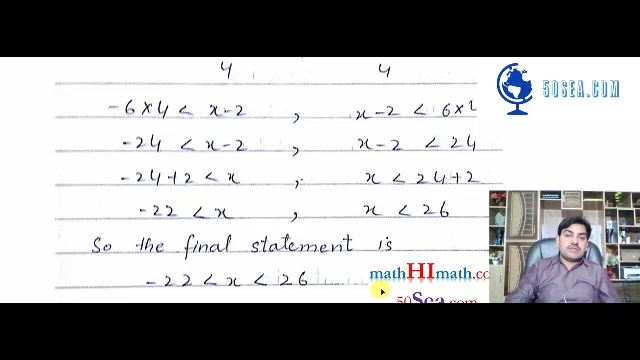 4 4
-6×4 < x-2 , x-2 < 6×
-24 < x-2 , x-2 < 24
-24+2 < x , x < 24+2
-22 < x , x < 26
So the final statement is
-22 < x < 26
50SEA.COM
mathHImath.co
50Sea.com